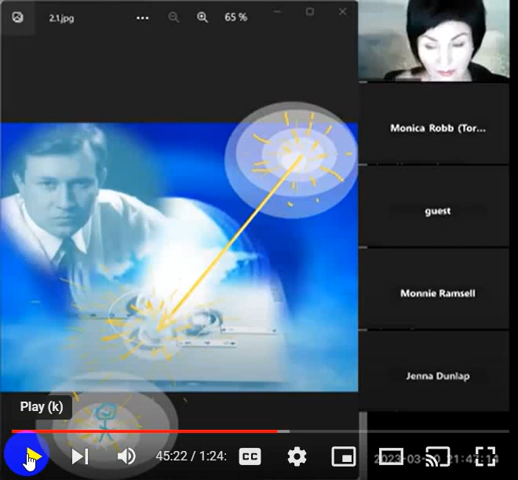 2.1.jpg
65 %
Monica Robb (Tor...
guest
Monnie Ramsell
Jenna Dunlap
Play (k)
45:22 / 1:24:
CC